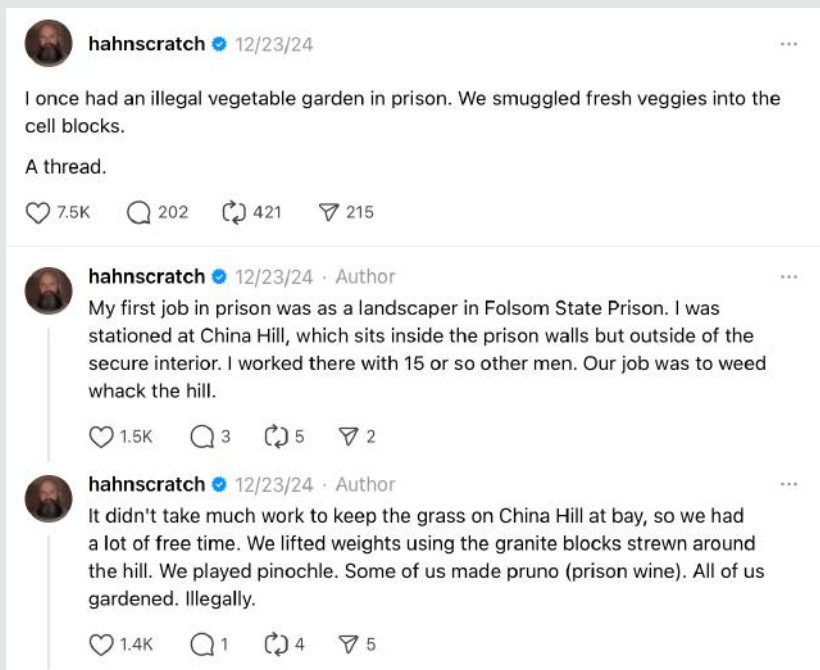 hahnscratch 12/23/24
I once had an illegal vegetable garden in prison. We smuggled fresh veggies into the
cell blocks.
A thread.
7.5K 202 421 215
hahnscratch 12/23/24 · Author
My first job in prison was as a landscaper in Folsom State Prison. I was
stationed at China Hill, which sits inside the prison walls but outside of the
secure interior. I worked there with 15 or so other men. Our job was to weed
whack the hill.
1.5K 3 5 2
hahnscratch 12/23/24 · Author
It didn't take much work to keep the grass on China Hill at bay, so we had
a lot of free time. We lifted weights using the granite blocks strewn around
the hill. We played pinochle. Some of us made pruno (prison wine). All of us
gardened. Illegally.
1.4K 1 4 5